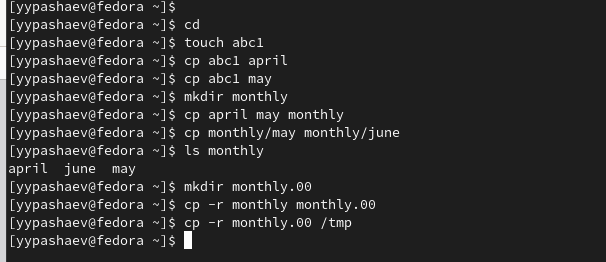 [yypashaev@fedora ~]$
[yypashaev@fedora ~]$ cd
[yypashaev@fedora ~]$ touch abc1
[yypashaev@fedora ~]$ cp abc1 april
[yypashaev@fedora ~]$ cp abc1 may
[yypashaev@fedora ~]$ mkdir monthly
[yypashaev@fedora ~]$ cp april may monthly
[yypashaev@fedora ~]$ cp monthly/may monthly/june
[yypashaev@fedora ~]$ ls monthly
april  june  may
[yypashaev@fedora ~]$ mkdir monthly.00
[yypashaev@fedora ~]$ cp -r monthly monthly.00
[yypashaev@fedora ~]$ cp -r monthly.00 /tmp
[yypashaev@fedora ~]$